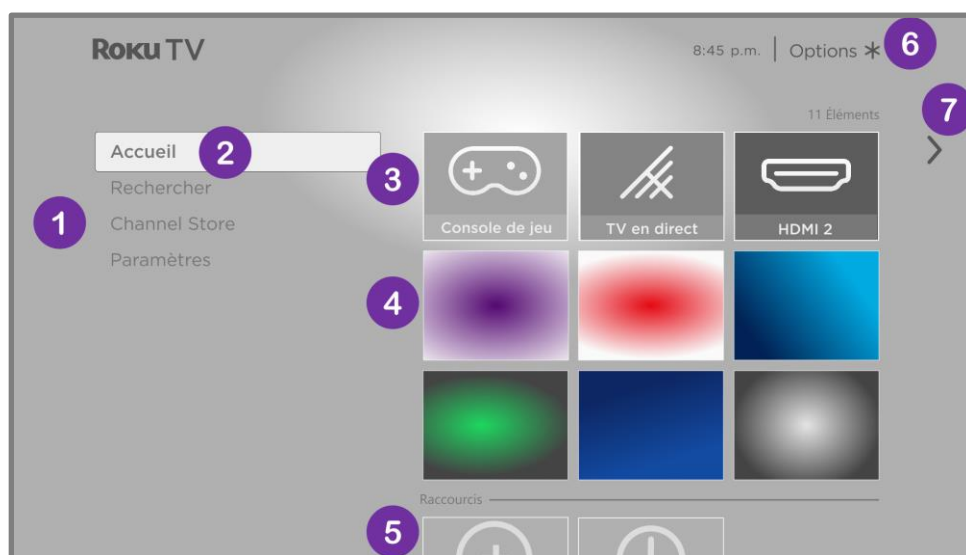 Roku TV
8:45 p.m. | Options *
6
11 Éléments
7
Accueil
2
Rechercher
1
Channel Store
Paramètres
3
Console de jeu
TV en direct
HDMI 2
4
Raccourcis
5